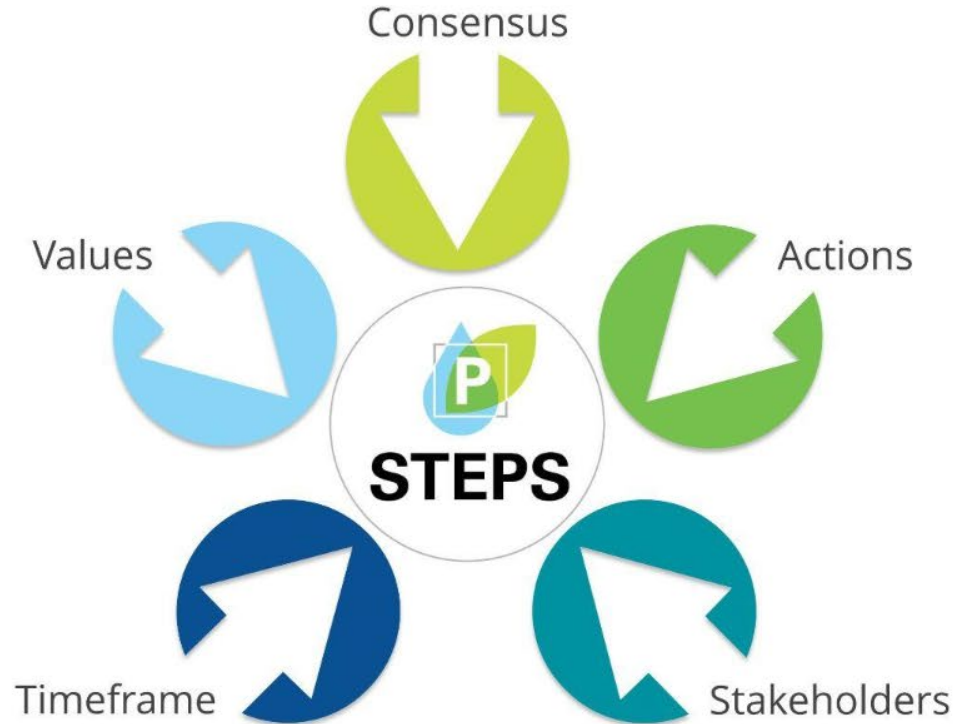 Consensus
Values
Actions
P
STEPS
Timeframe
Stakeholders